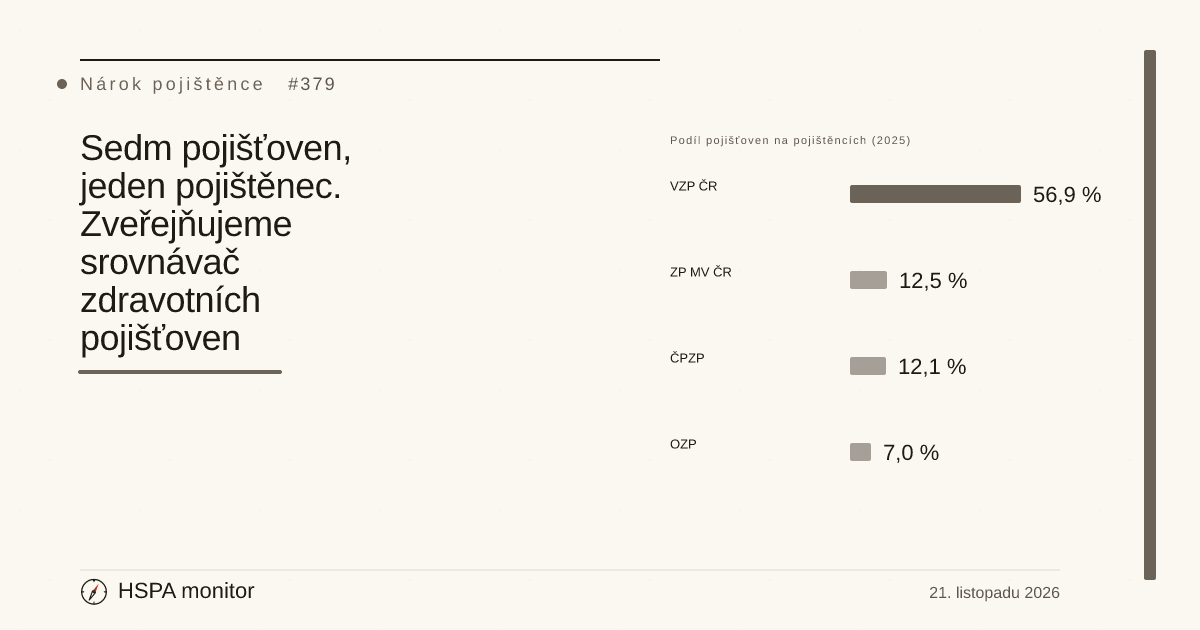 Nárok pojištěnce #379
Sedm pojišťoven,
jeden pojištěnec.
Zveřejňujeme
srovnávač
zdravotních
pojišťoven
Podíl pojišťoven na pojištěncích (2025)
VZP ČR 56,9 %
ZP MV ČR 12,5 %
ČPZP 12,1 %
OZP 7,0 %
HSPA monitor
21. listopadu 2026